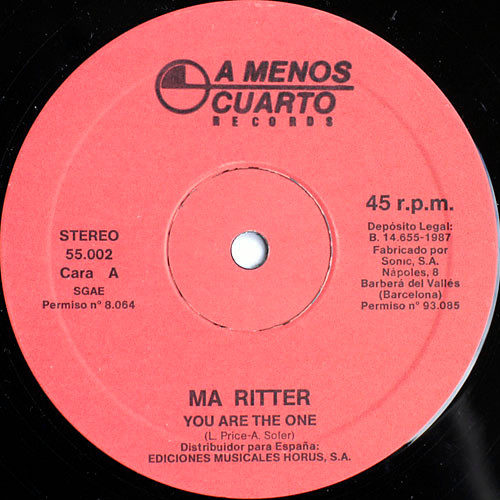 A MENOS
CUARTO
RECORDS
STEREO
55.002
Cara A
SGAE
Permiso nº 8.064
45 r.p.m.
Depósito Legal:
B. 14.655-1987
Fabricado por
Sonic, S.A.
Nápoles, 8
Barberá del Vallés
(Barcelona)
Permiso nº 93.085
MA RITTER
YOU ARE THE ONE
(L. Price-A. Soler)
Distribuidor para España:
EDICIONES MUSICALES HORUS, S.A.